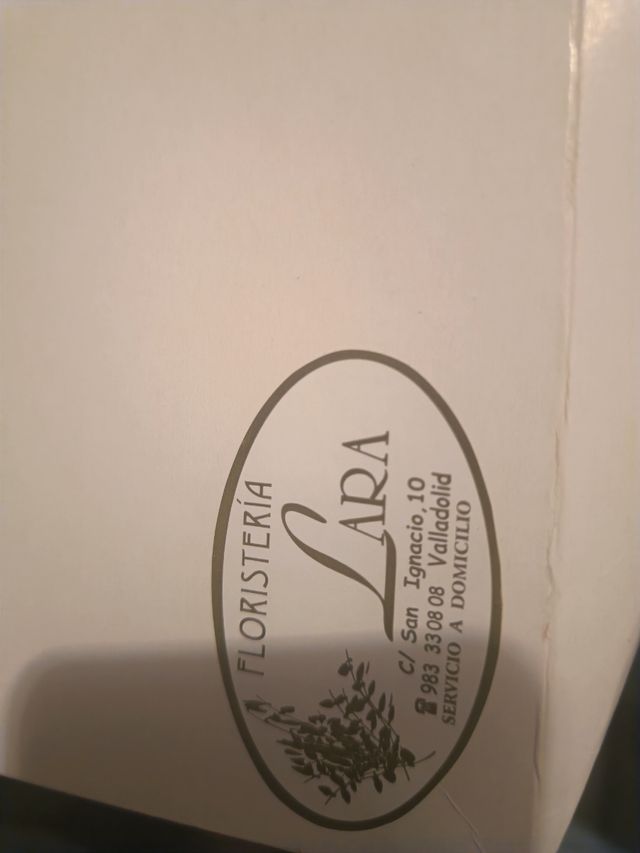 FLORISTERÍA
LARA
C/ San Ignacio, 10
☎ 983 33 08 08 Valladolid
SERVICIO A DOMICILIO